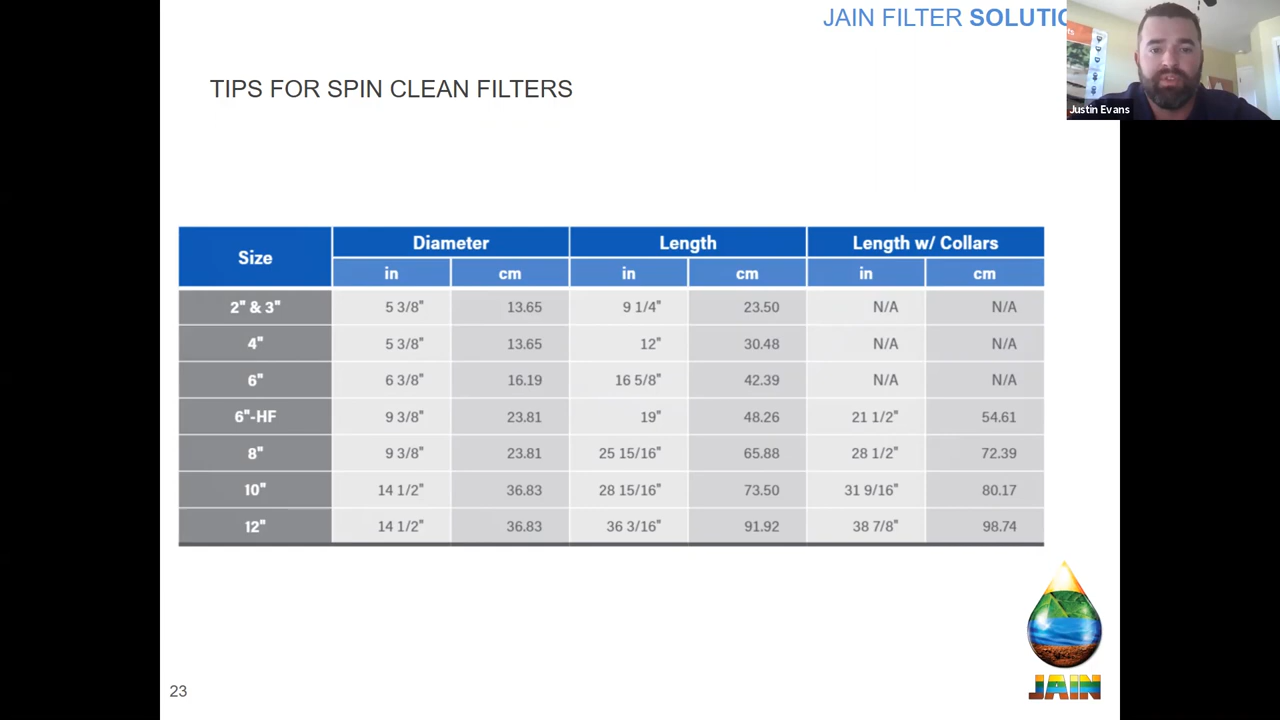 JAIN FILTER SOLUTIO
Justin Evans
TIPS FOR SPIN CLEAN FILTERS
Size Diameter Length Length w/ Collars
in cm in cm in cm
2" & 3" 5 3/8" 13.65 9 1/4" 23.50 N/A N/A
4" 5 3/8" 13.65 12" 30.48 N/A N/A
6" 6 3/8" 16.19 16 5/8" 42.39 N/A N/A
6"-HF 9 3/8" 23.81 19" 48.26 21 1/2" 54.61
8" 9 3/8" 23.81 25 15/16" 65.88 28 1/2" 72.39
10" 14 1/2" 36.83 28 15/16" 73.50 31 9/16" 80.17
12" 14 1/2" 36.83 36 3/16" 91.92 38 7/8" 98.74
JAIN
23